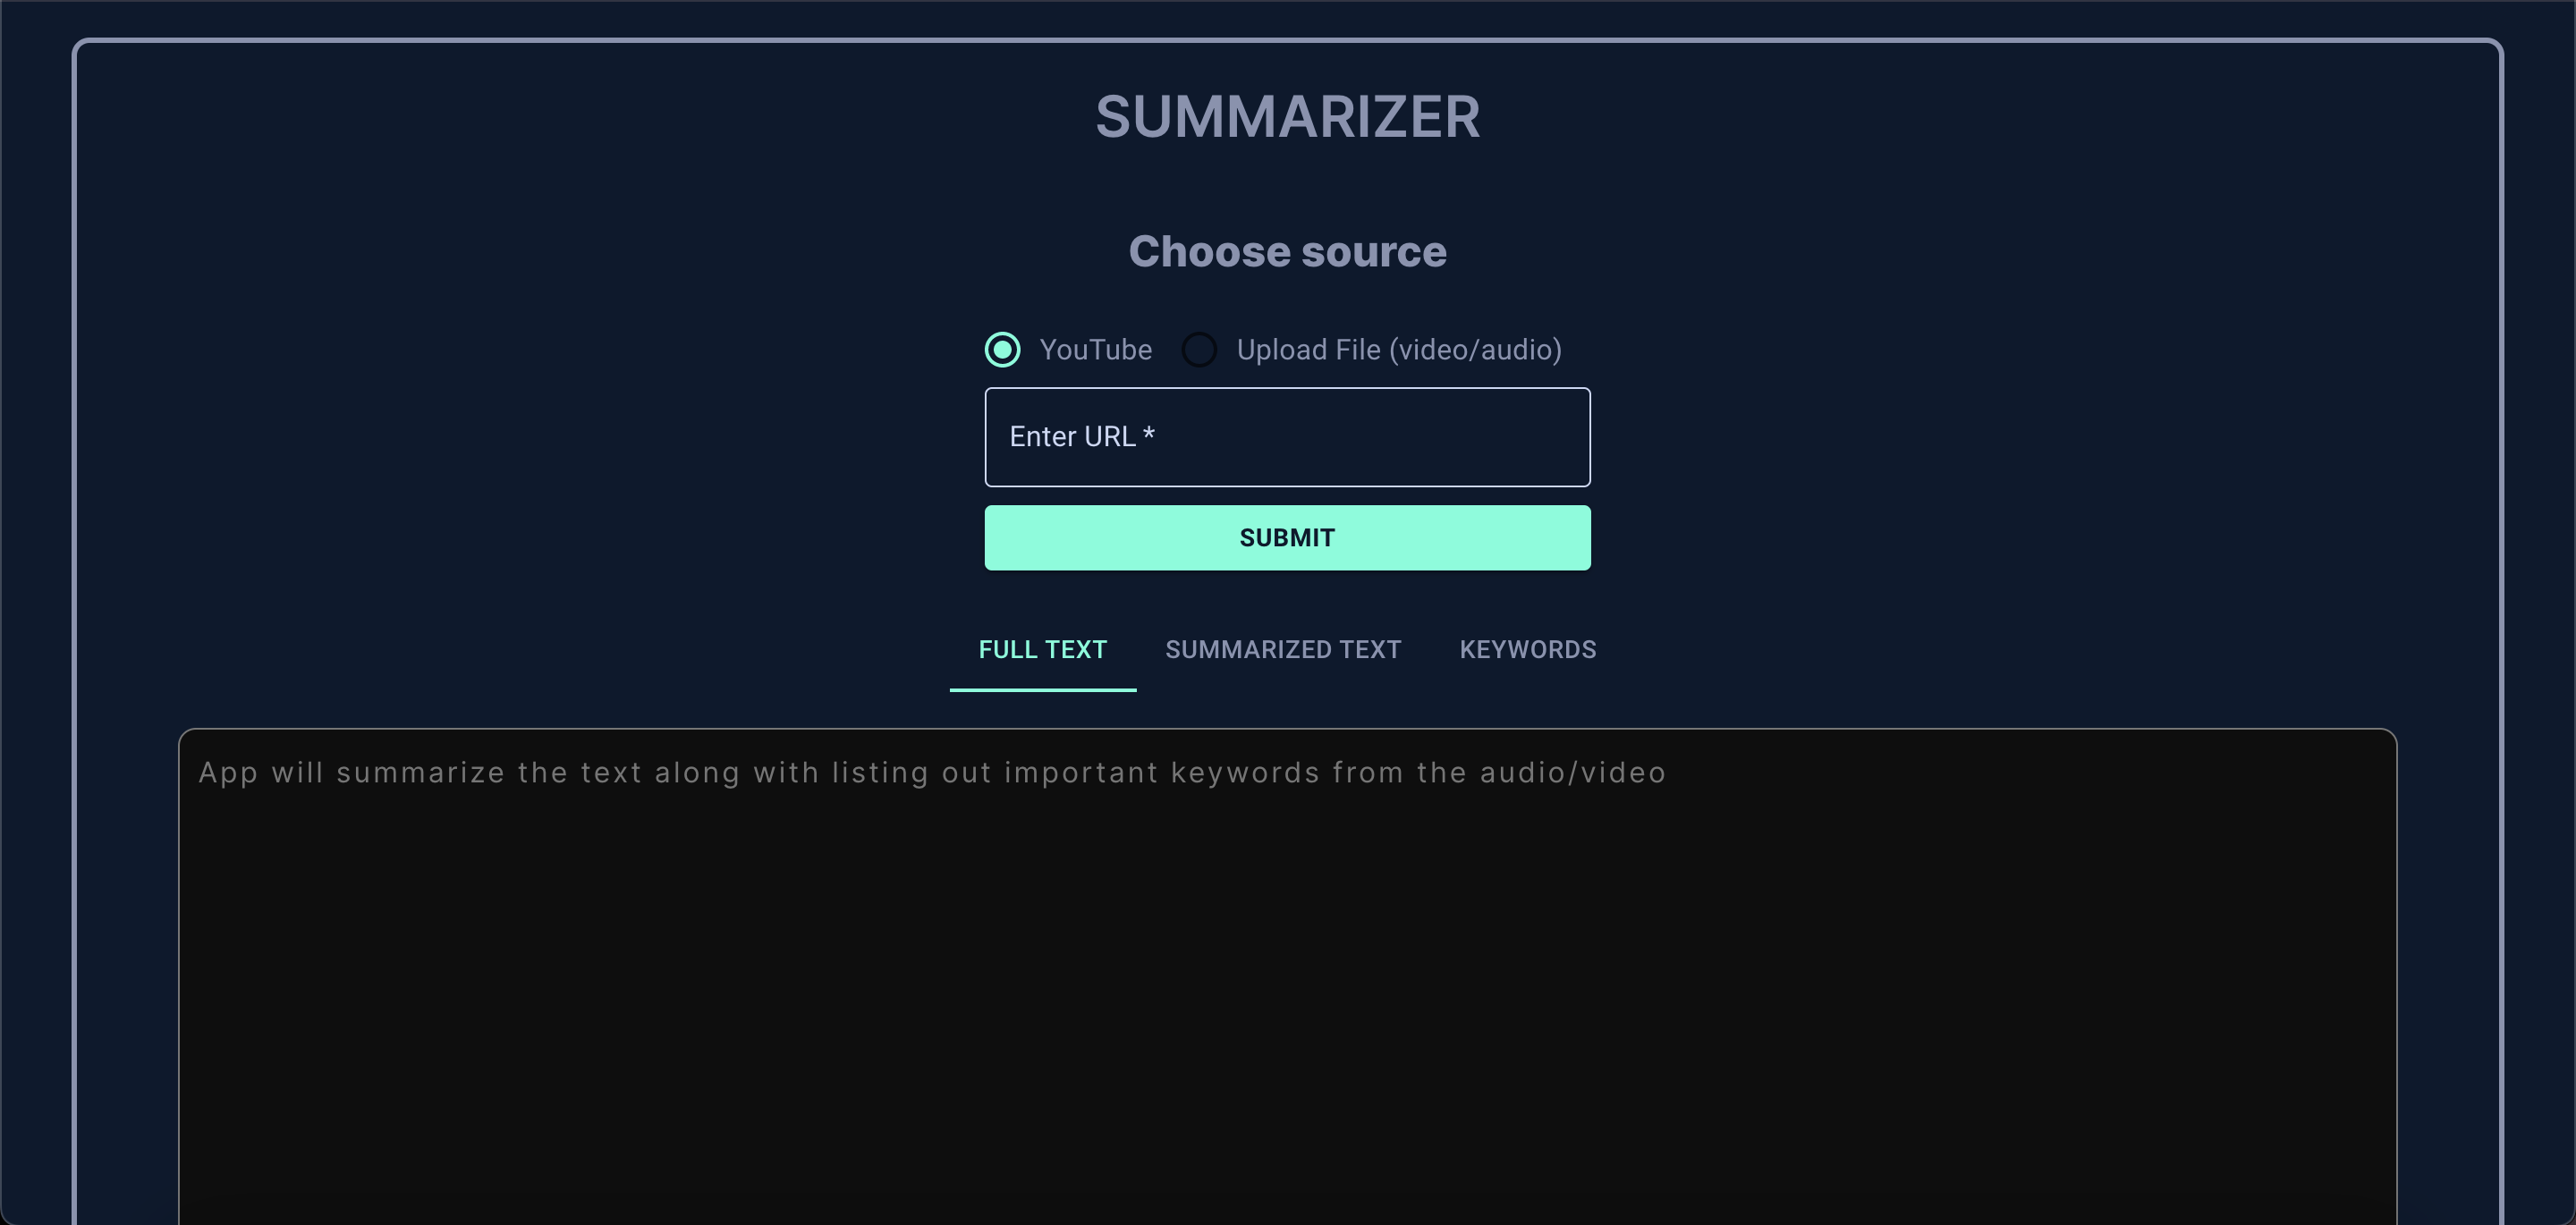 SUMMARIZER
Choose source
YouTube Upload File (video/audio)
Enter URL *
SUBMIT
FULL TEXT SUMMARIZED TEXT KEYWORDS
App will summarize the text along with listing out important keywords from the audio/video